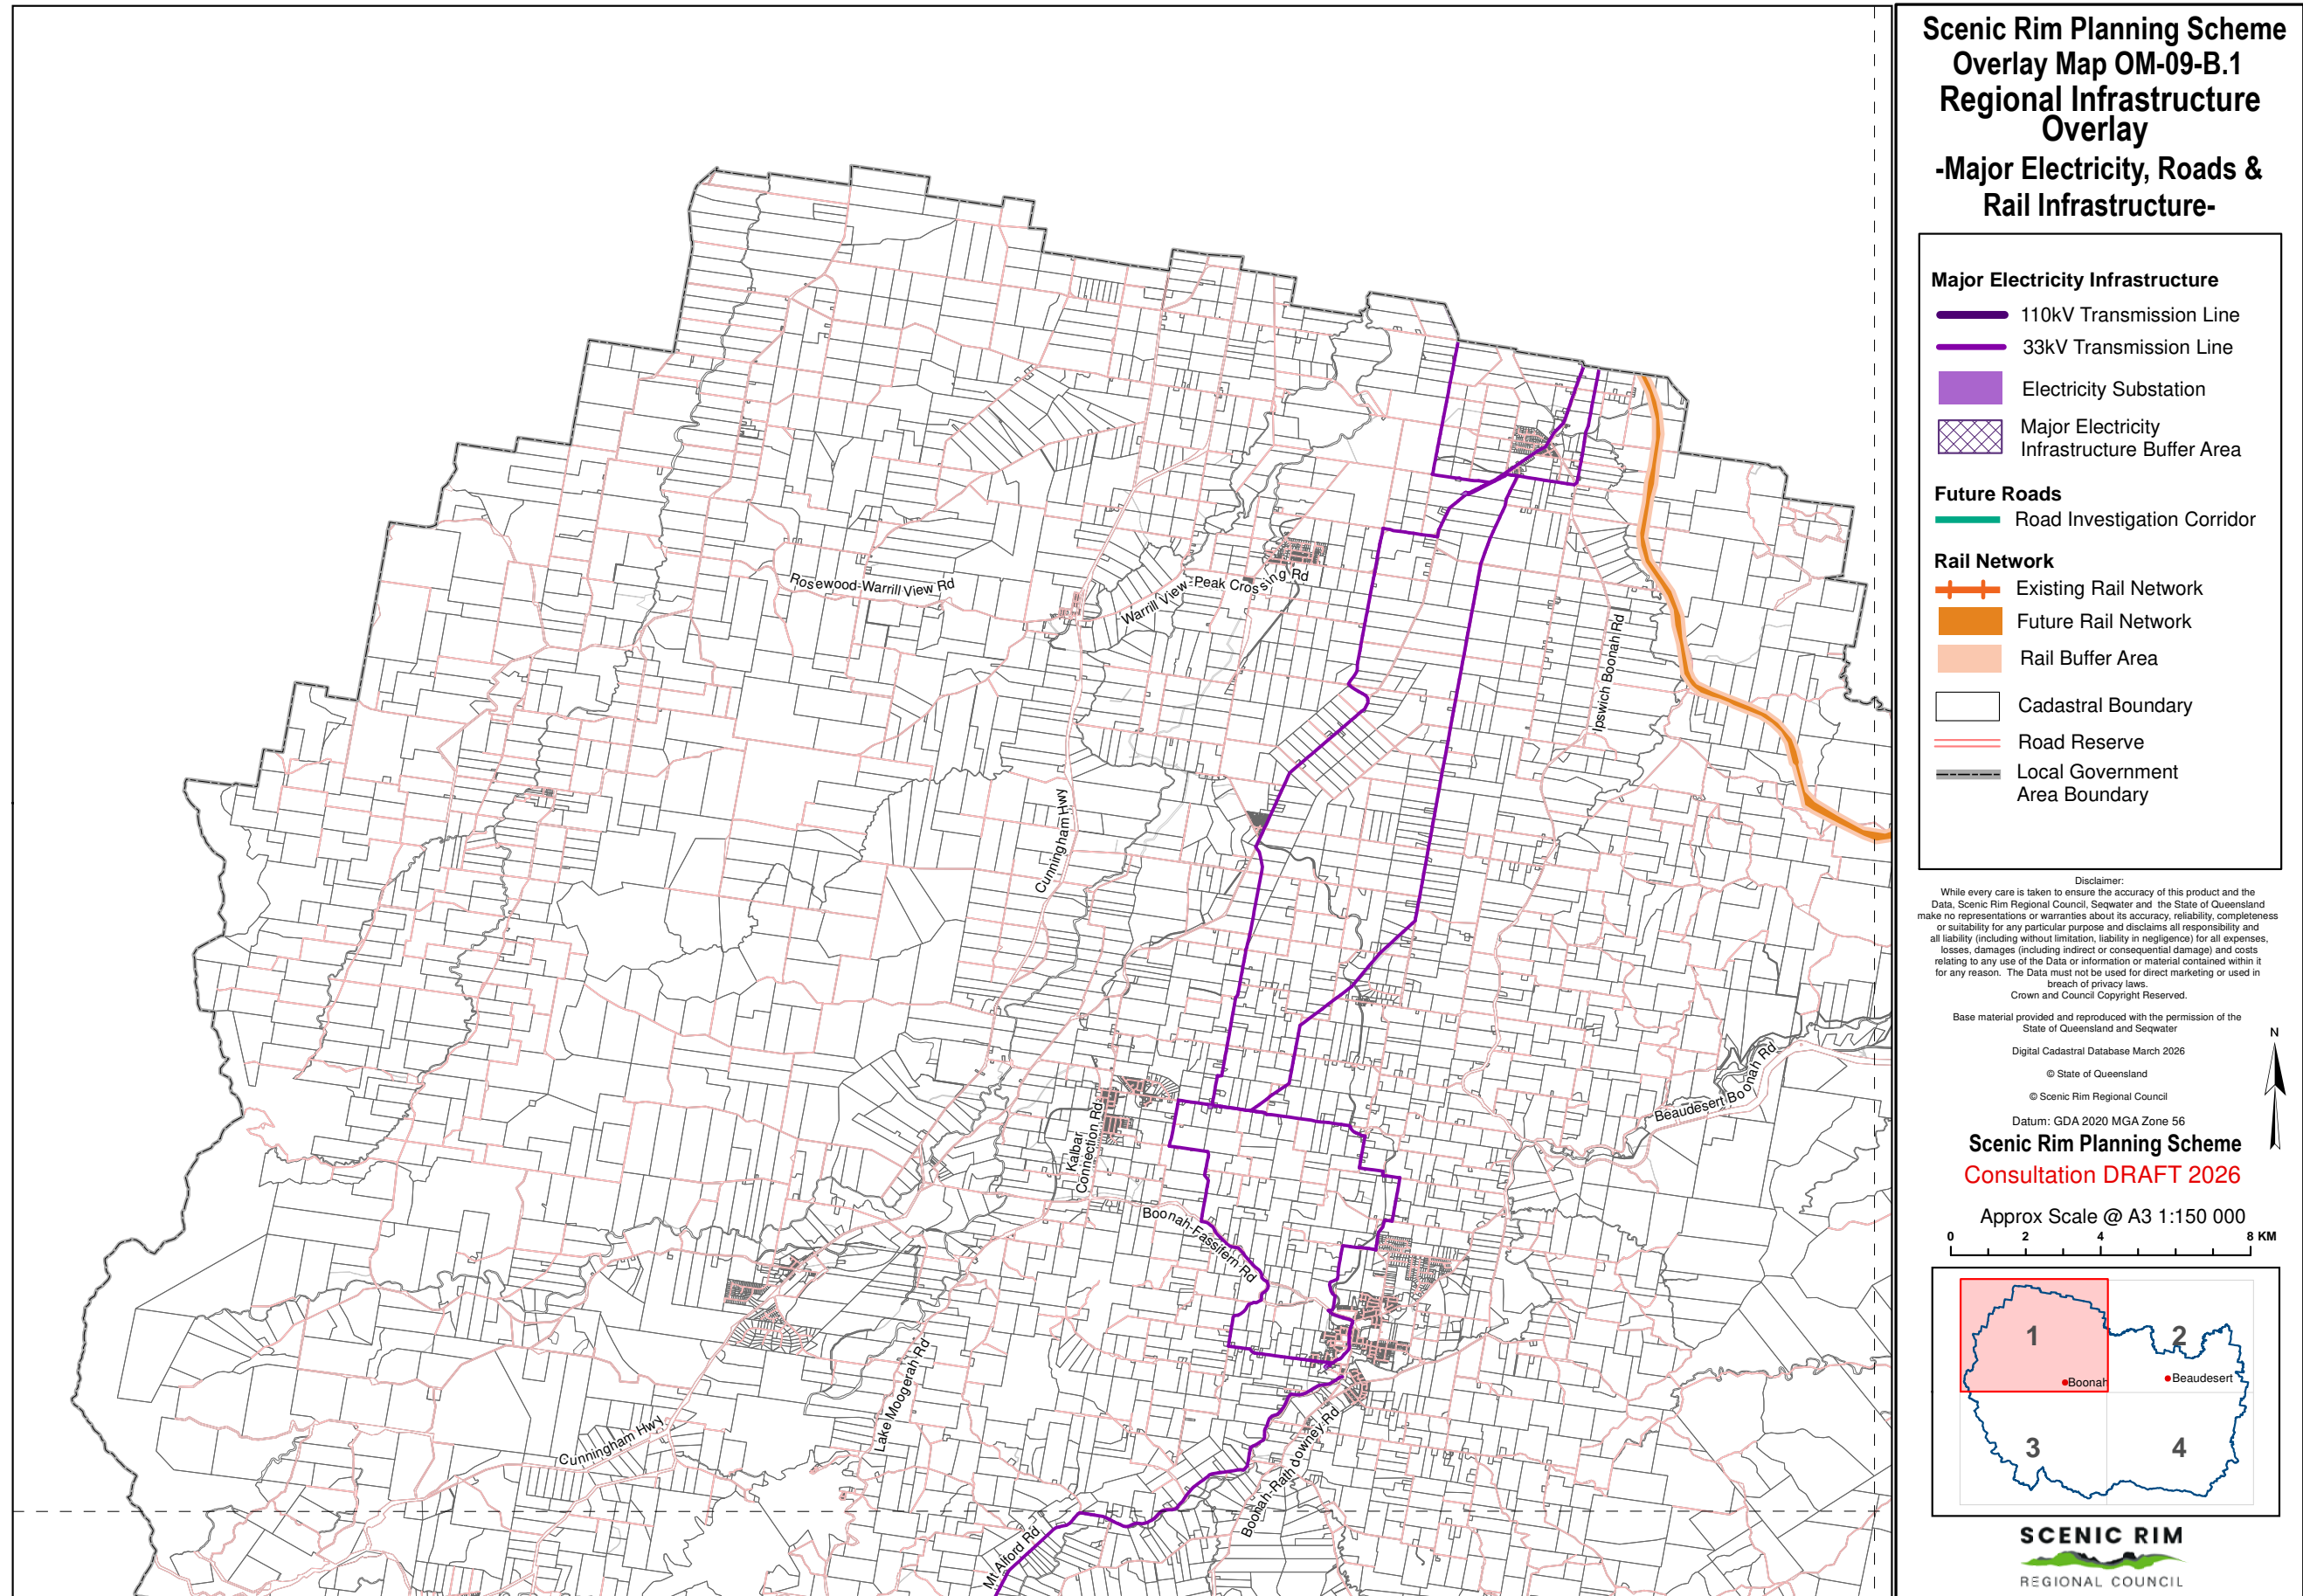 Scenic Rim Planning Scheme
Overlay Map OM-09-B.1
Regional Infrastructure
Overlay
-Major Electricity, Roads &
Rail Infrastructure-
Major Electricity Infrastructure
110kV Transmission Line
33kV Transmission Line
Electricity Substation
Major Electricity
Infrastructure Buffer Area
Future Roads
Road Investigation Corridor
Rail Network
Existing Rail Network
Future Rail Network
Rail Buffer Area
Cadastral Boundary
Road Reserve
Local Government
Area Boundary
Disclaimer:
While every care is taken to ensure the accuracy of this product and the
Data, Scenic Rim Regional Council, Seqwater and the State of Queensland
make no representations or warranties about its accuracy, reliability, completeness
or suitability for any particular purpose and disclaims all responsibility and
all liability (including without limitation, liability in negligence) for all expenses,
losses, damages (including indirect or consequential damage) and costs
relating to any use of the Data or information or material contained within it
for any reason. The Data must not be used for direct marketing or used in
breach of privacy laws.
Crown and Council Copyright Reserved.
Base material provided and reproduced with the permission of the
State of Queensland and Seqwater
Digital Cadastral Database March 2026
© State of Queensland
© Scenic Rim Regional Council
Datum: GDA 2020 MGA Zone 56
N
Scenic Rim Planning Scheme
Consultation DRAFT 2026
Approx Scale @ A3 1:150 000
0 2 4 8 KM
1
2
Boonah
Beaudesert
3
4
SCENIC RIM
REGIONAL COUNCIL
Rosewood-Warrill View Rd
Warrill View-Peak Crossing Rd
Ipswich Boonah Rd
Cunningham Hwy
Beaudesert Boonah Rd
Kalbar
Connection Rd
Boonah-Fassifern Rd
Lake Moogerah Rd
Cunningham Hwy
Boonah-Rathdowney Rd
Mt Alford Rd